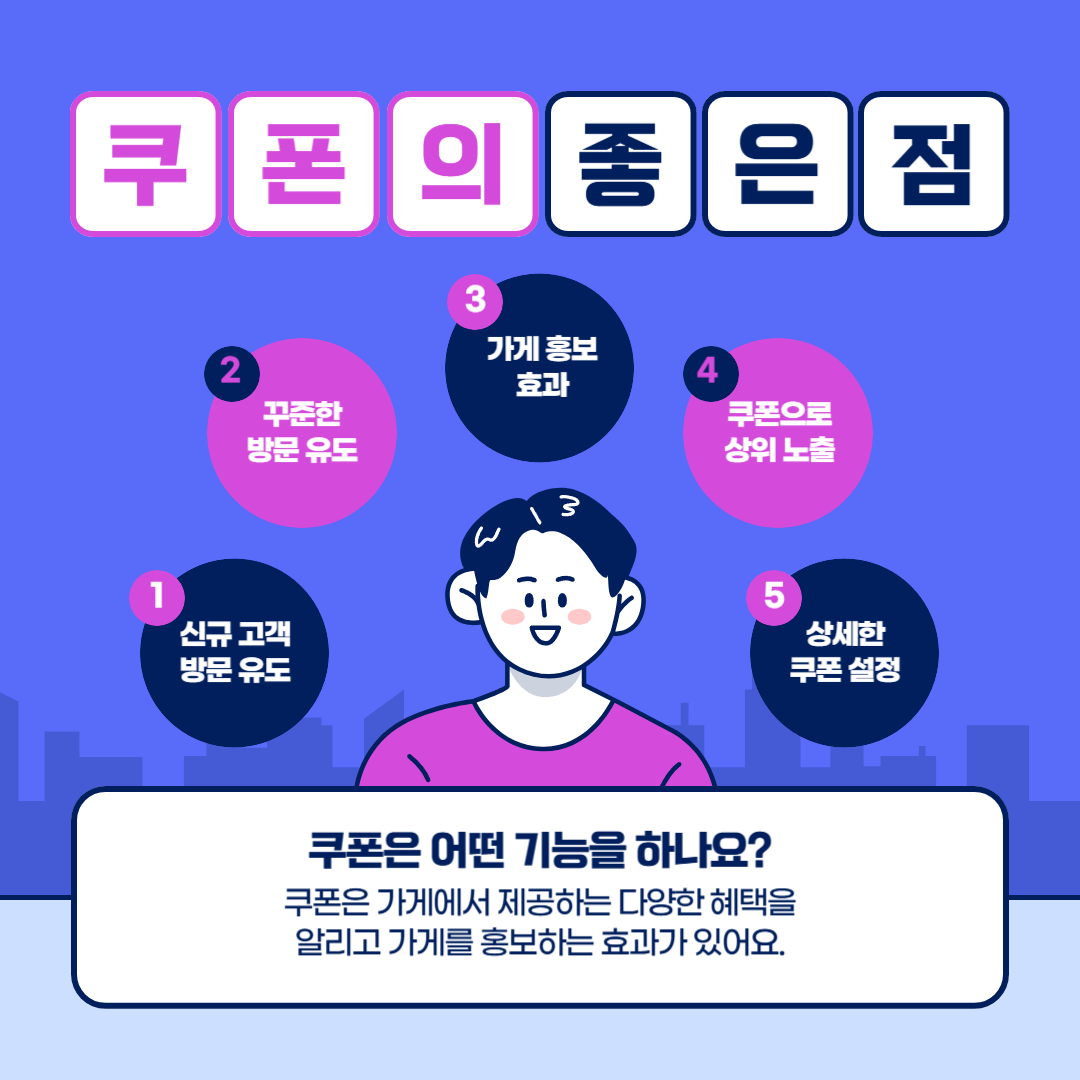 쿠폰의좋은점
1
신규 고객
방문 유도
2
꾸준한
방문 유도
3
가게 홍보
효과
4
쿠폰으로
상위 노출
5
상세한
쿠폰 설정
쿠폰은 어떤 기능을 하나요?
쿠폰은 가게에서 제공하는 다양한 혜택을
알리고 가게를 홍보하는 효과가 있어요.